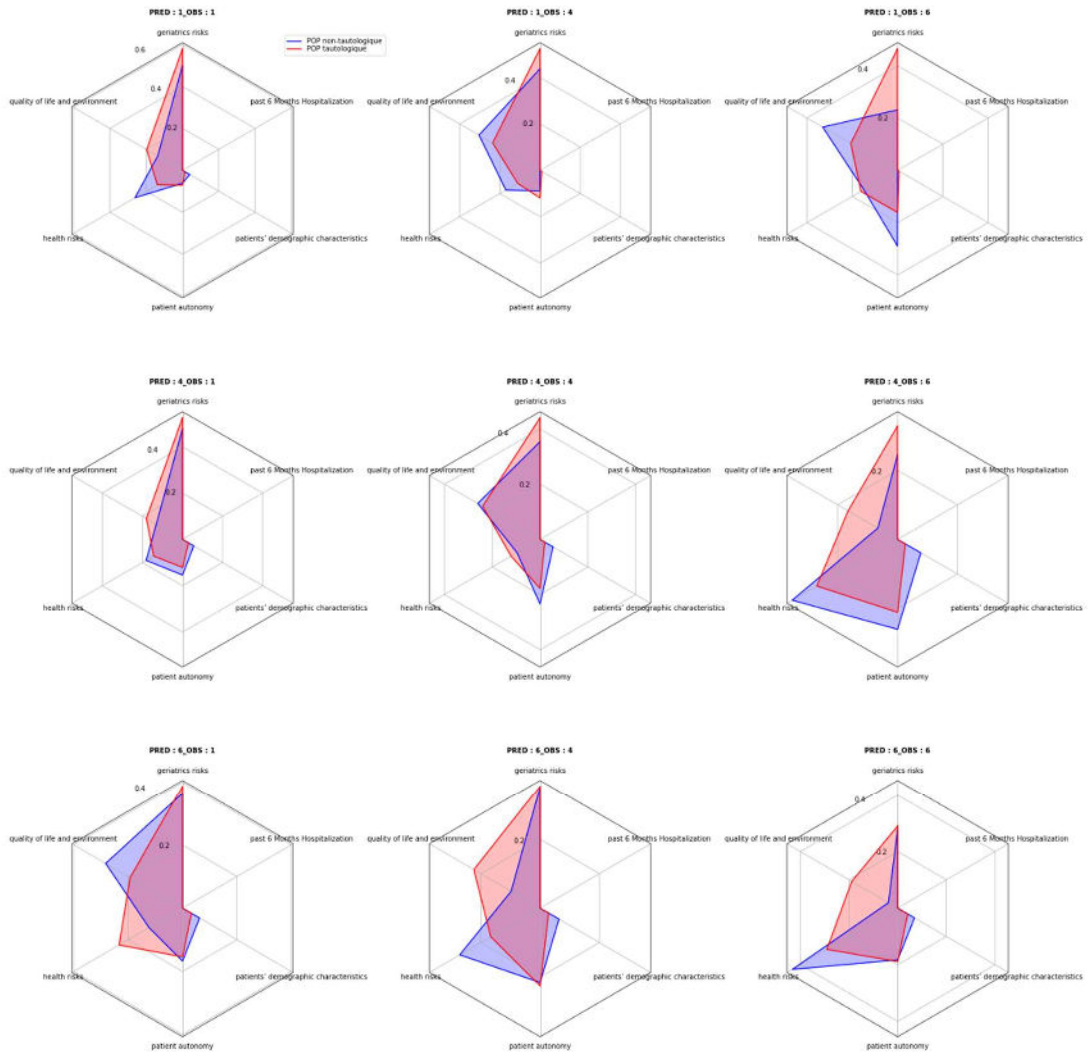 PRED : 1_OBS : 1
geriatrics risks
0.6
0.4
0.2
quality of life and environment
past 6 Months Hospitalization
health risks
patients' demographic characteristics
patient autonomy
POP non-tautologique
POP tautologique
PRED : 1_OBS : 4
geriatrics risks
0.4
0.2
quality of life and environment
past 6 Months Hospitalization
health risks
patients' demographic characteristics
patient autonomy
PRED : 1_OBS : 6
geriatrics risks
0.4
0.2
quality of life and environment
past 6 Months Hospitalization
health risks
patients' demographic characteristics
patient autonomy
PRED : 4_OBS : 1
geriatrics risks
0.4
0.2
quality of life and environment
past 6 Months Hospitalization
health risks
patients' demographic characteristics
patient autonomy
PRED : 4_OBS : 4
geriatrics risks
0.4
0.2
quality of life and environment
past 6 Months Hospitalization
health risks
patients' demographic characteristics
patient autonomy
PRED : 4_OBS : 6
geriatrics risks
0.2
quality of life and environment
past 6 Months Hospitalization
health risks
patients' demographic characteristics
patient autonomy
PRED : 6_OBS : 1
geriatrics risks
0.4
0.2
quality of life and environment
past 6 Months Hospitalization
health risks
patients' demographic characteristics
patient autonomy
PRED : 6_OBS : 4
geriatrics risks
0.2
quality of life and environment
past 6 Months Hospitalization
health risks
patients' demographic characteristics
patient autonomy
PRED : 6_OBS : 6
geriatrics risks
0.4
0.2
quality of life and environment
past 6 Months Hospitalization
health risks
patients' demographic characteristics
patient autonomy